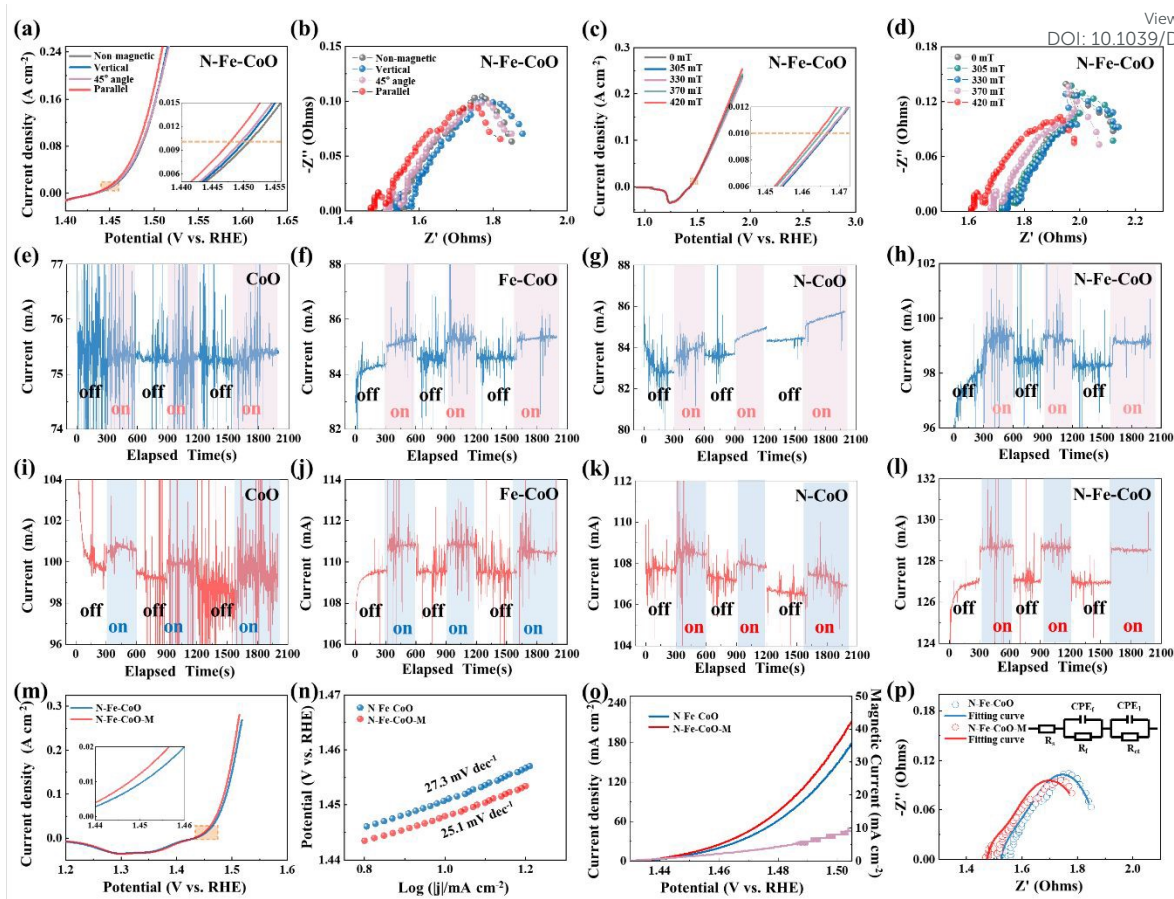 View
DOI: 10.1039/D
(a)
Non-magnetic
Vertical
45° angle
Parallel
N-Fe-CoO
0.24
0.16
0.08
0.00
Current density (A cm⁻²)
0.015
0.012
0.009
0.006
1.440 1.445 1.450 1.455
1.40 1.45 1.50 1.55 1.60 1.65
Potential (V vs. RHE)
(b)
Non-magnetic
Vertical
45° angle
Parallel
N-Fe-CoO
0.15
0.10
0.05
0.00
-Z'' (Ohms)
1.4 1.6 1.8 2.0
Z' (Ohms)
(c)
0 mT
305 mT
330 mT
370 mT
420 mT
N-Fe-CoO
0.3
0.2
0.1
0.0
Current density (A cm⁻²)
0.012
0.010
0.008
0.006
1.45 1.46 1.47
1.0 1.5 2.0 2.5 3.0
Potential (V vs. RHE)
(d)
0 mT
305 mT
330 mT
370 mT
420 mT
N-Fe-CoO
0.18
0.12
0.06
0.00
-Z'' (Ohms)
1.6 1.8 2.0 2.2
Z' (Ohms)
(e)
CoO
77
76
75
74
Current (mA)
off on off on off on
0 300 600 900 1200 1500 1800 2100
Elapsed Time(s)
(f)
Fe-CoO
88
86
84
82
Current (mA)
off on off on off on
0 300 600 900 1200 1500 1800 2100
Elapsed Time(s)
(g)
N-CoO
88
86
84
82
80
Current (mA)
off on off on off on
0 300 600 900 1200 1500 1800 2100
Elapsed Time(s)
(h)
N-Fe-CoO
102
100
98
96
Current (mA)
off on off on off on
0 300 600 900 1200 1500 1800 2100
Elapsed Time(s)
(i)
CoO
104
102
100
98
96
Current (mA)
off on off on off on
0 300 600 900 1200 1500 1800 2100
Elapsed Time(s)
(j)
Fe-CoO
114
112
110
108
106
104
Current (mA)
off on off on off on
0 300 600 900 1200 1500 1800 2100
Elapsed Time(s)
(k)
N-CoO
112
110
108
106
104
Current (mA)
off on off on off on
0 300 600 900 1200 1500 1800 2100
Elapsed Time(s)
(l)
N-Fe-CoO
132
130
128
126
124
Current (mA)
off on off on off on
0 300 600 900 1200 1500 1800 2100
Elapsed Time(s)
(m)
N-Fe-CoO
N-Fe-CoO-M
0.3
0.2
0.1
0.0
Current density (A cm⁻²)
0.02
0.01
0.00
1.44 1.45 1.46
1.2 1.3 1.4 1.5 1.6
Potential (V vs. RHE)
(n)
N Fe CoO
N-Fe-CoO-M
27.3 mV dec⁻¹
25.1 mV dec⁻¹
1.47
1.46
1.45
1.44
Potential (V vs. RHE)
0.8 0.9 1.0 1.1 1.2
Log (|j|/mA cm⁻²)
(o)
N Fe CoO
N-Fe-CoO-M
240
180
120
60
0
Current density (mA cm⁻²)
50
40
30
20
10
0
Magnetic Current (mA cm⁻²)
1.44 1.46 1.48 1.50
Potential (V vs. RHE)
(p)
N-Fe-CoO
Fitting curve
N-Fe-CoO-M
Fitting curve
CPEf CPE1
Rs Rf Rct
0.20
0.16
0.12
0.08
0.04
0.00
-Z'' (Ohms)
1.4 1.6 1.8 2.0
Z' (Ohms)